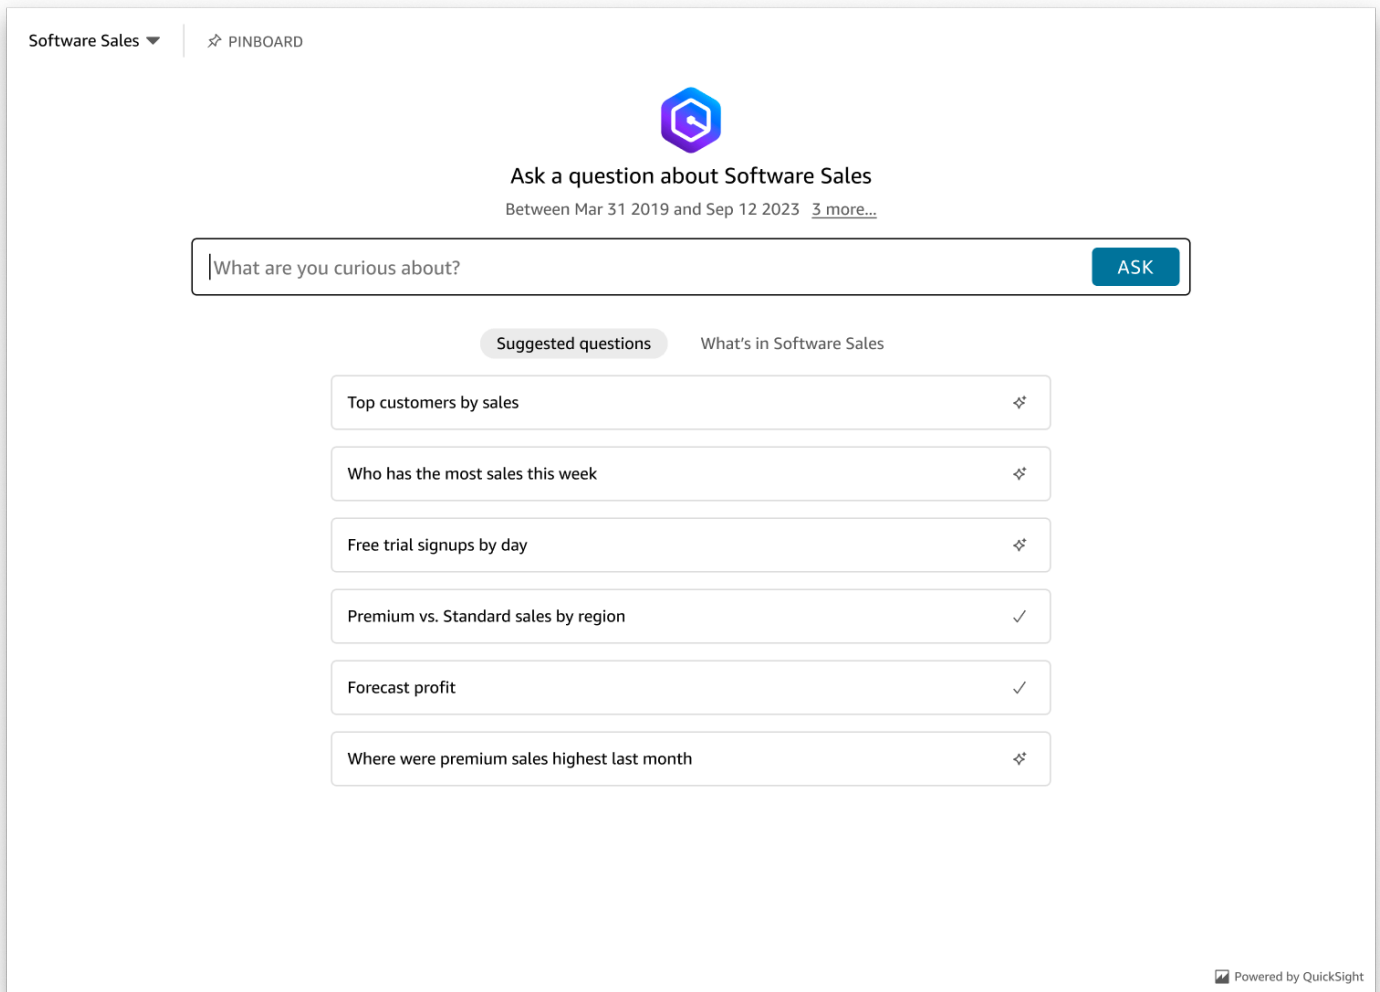 Software Sales
PINBOARD
Ask a question about Software Sales
Between Mar 31 2019 and Sep 12 2023 3 more...
What are you curious about?
ASK
Suggested questions
What's in Software Sales
Top customers by sales
Who has the most sales this week
Free trial signups by day
Premium vs. Standard sales by region
Forecast profit
Where were premium sales highest last month
Powered by QuickSight